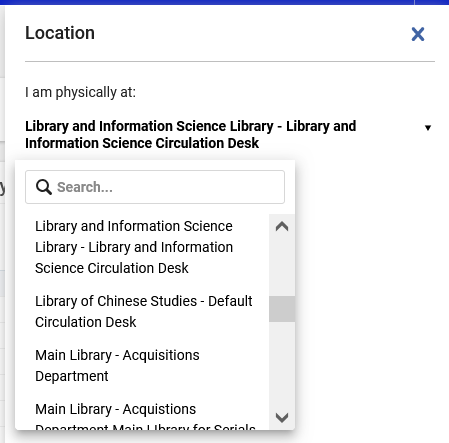 Location
I am physically at:
Library and Information Science Library - Library and
Information Science Circulation Desk
Search...
Library and Information Science
Library - Library and Information
Science Circulation Desk
Library of Chinese Studies - Default
Circulation Desk
Main Library - Acquisitions
Department
Main Library - Acquistions
Department Main Library for Serials